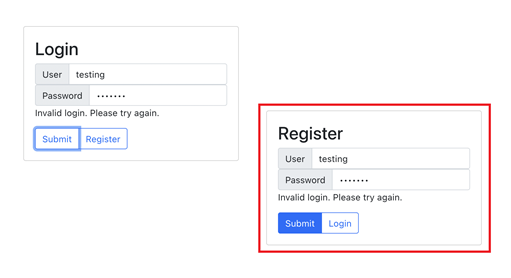 Login
User testing
Password •••••••
Invalid login. Please try again.
Submit Register
Register
User testing
Password •••••••
Invalid login. Please try again.
Submit Login